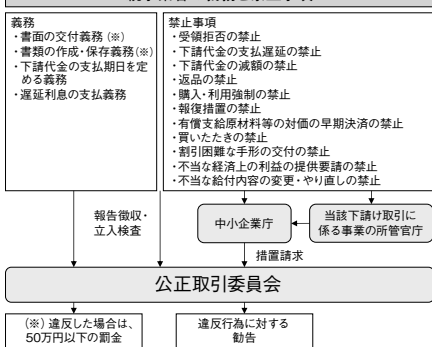 義務
・書面の交付義務(※)
・書類の作成・保存義務(※)
・下請代金の支払期日を定
める義務
・遅延利息の支払義務
禁止事項
・受領拒否の禁止
・下請代金の支払遅延の禁止
・下請代金の減額の禁止
・返品の禁止
・購入・利用強制の禁止
・報復措置の禁止
・有償支給原材料等の対価の早期決済の禁止
・買いたたきの禁止
・割引困難な手形の交付の禁止
・不当な経済上の利益の提供要請の禁止
・不当な給付内容の変更・やり直しの禁止
報告徴収・
立入検査
中小企業庁
当該下請け取引に
係る事業の所管官庁
措置請求
公正取引委員会
(※)違反した場合は、
50万円以下の罰金
違反行為に対する
勧告